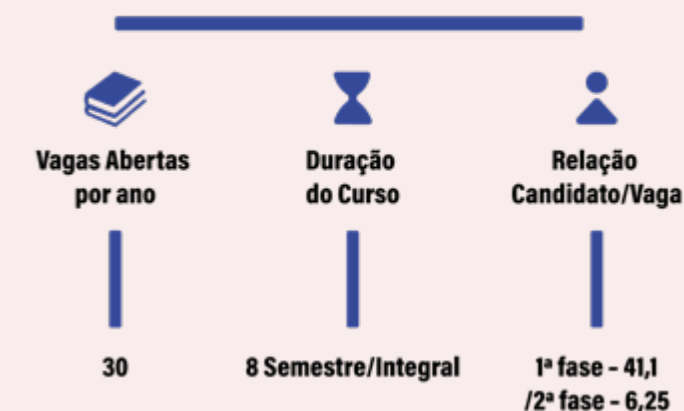 Vagas Abertas
por ano
Duração
do Curso
Relação
Candidato/Vaga
30
8 Semestre/Integral
1ª fase - 41,1
/2ª fase - 6,25